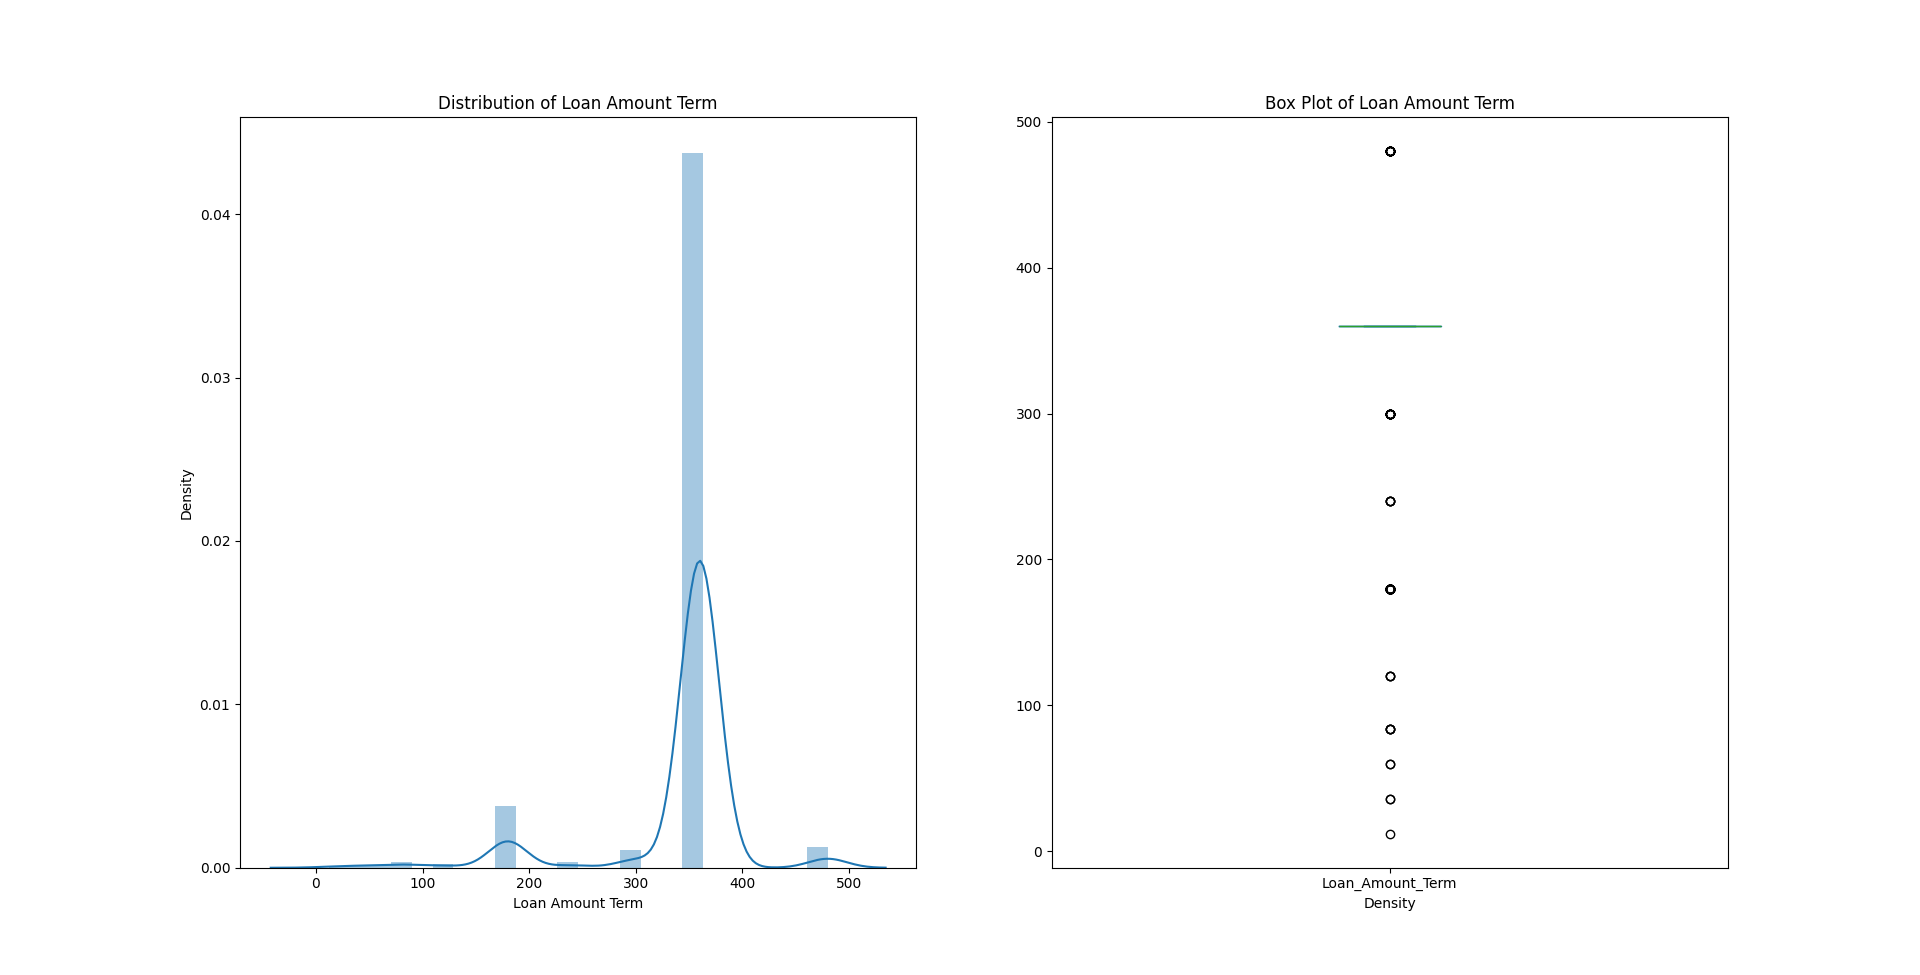 Distribution of Loan Amount Term
0.04
0.03
0.02
0.01
0.00
Density
0 100 200 300 400 500
Loan Amount Term
Box Plot of Loan Amount Term
500
400
300
200
100
0
Loan_Amount_Term
Density